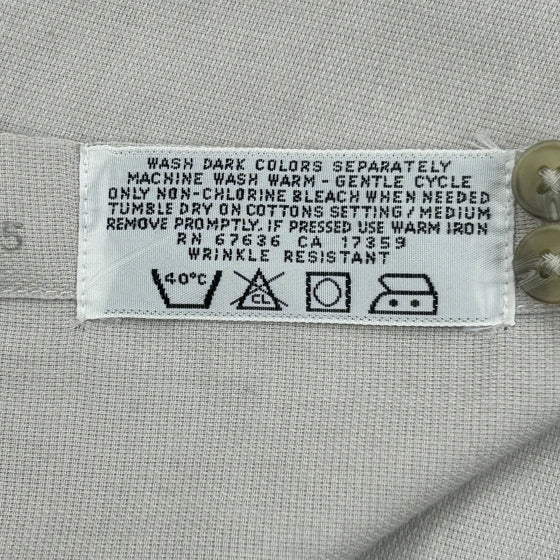 WASH DARK COLORS SEPARATELY
MACHINE WASH WARM - GENTLE CYCLE
ONLY NON-CHLORINE BLEACH WHEN NEEDED
TUMBLE DRY ON COTTONS SETTING/MEDIUM
REMOVE PROMPTLY. IF PRESSED USE WARM IRON
RN 67636 CA 17359
WRINKLE RESISTANT
40°C CL
5